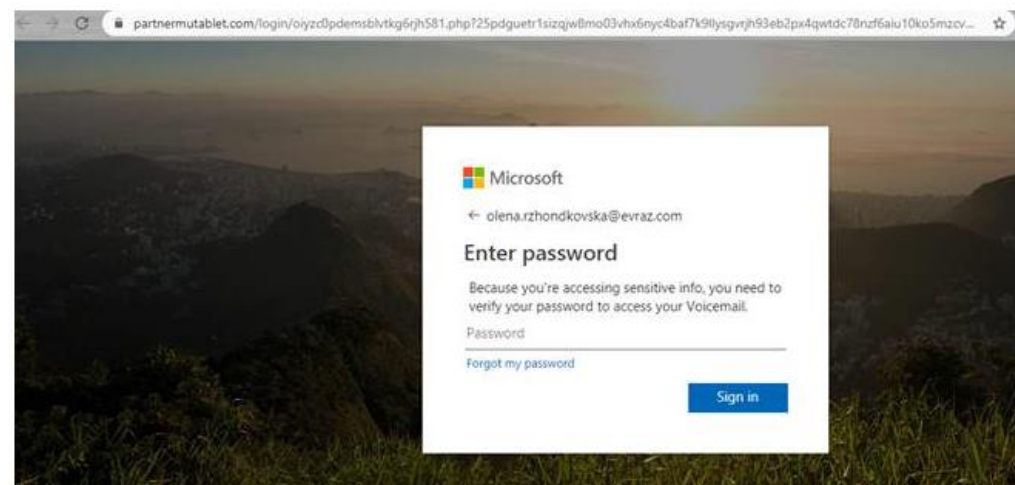 partnermutablet.com/login/oiyzc0pdemsblvtkg6rjh581.php?25pdguetr1sizqjw8mo03vhx6nyc4baf7k9llysgvrjh93eb2px4qwtdc78nzf6aiu10ko5mzcv...
Microsoft
← olena.rzhondkovska@evraz.com
Enter password
Because you're accessing sensitive info, you need to
verify your password to access your Voicemail.
Password
Forgot my password
Sign in